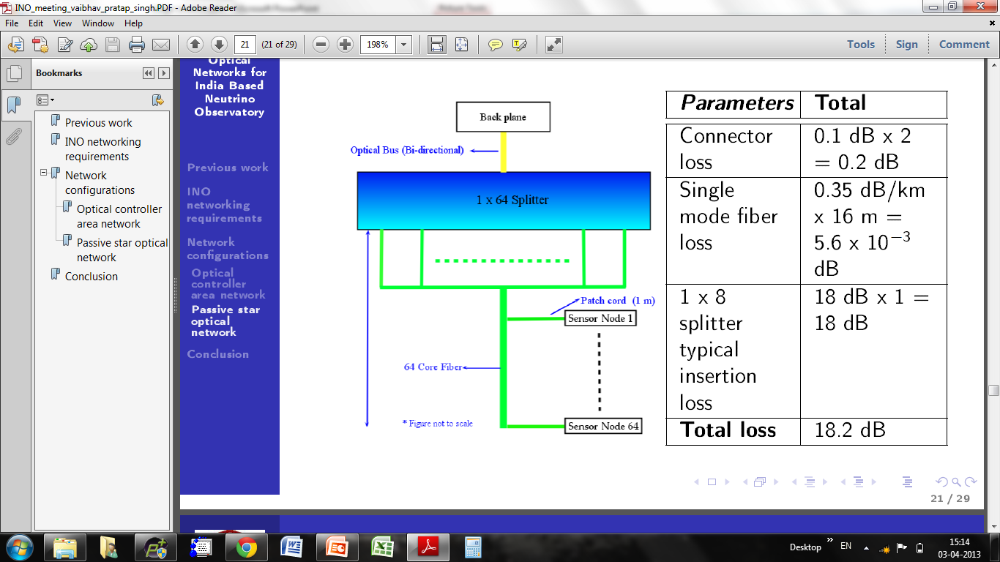 INO_meeting_vaibhav_pratap_singh.PDF - Adobe Reader
File Edit View Window Help
21 (21 of 29) 198% Tools Sign Comment
Bookmarks
Previous work
INO networking
requirements
Network
configurations
Optical controller
area network
Passive star optical
network
Conclusion
Optical
Networks for
India Based
Neutrino
Observatory
Previous work
INO
networking
requirements
Network
configurations
Optical
controller
area network
Passive star
optical
network
Conclusion
Back plane
Optical Bus (Bi-directional)
1 x 64 Splitter
Patch cord (1 m)
Sensor Node 1
64 Core Fiber
* Figure not to scale
Sensor Node 64
Parameters Total
Connector 0.1 dB x 2
loss = 0.2 dB
Single 0.35 dB/km
mode fiber x 16 m =
loss 5.6 x 10⁻³
dB
1 x 8 18 dB x 1 =
splitter 18 dB
typical
insertion
loss
Total loss 18.2 dB
21 / 29
Desktop » EN 15:14
03-04-2013